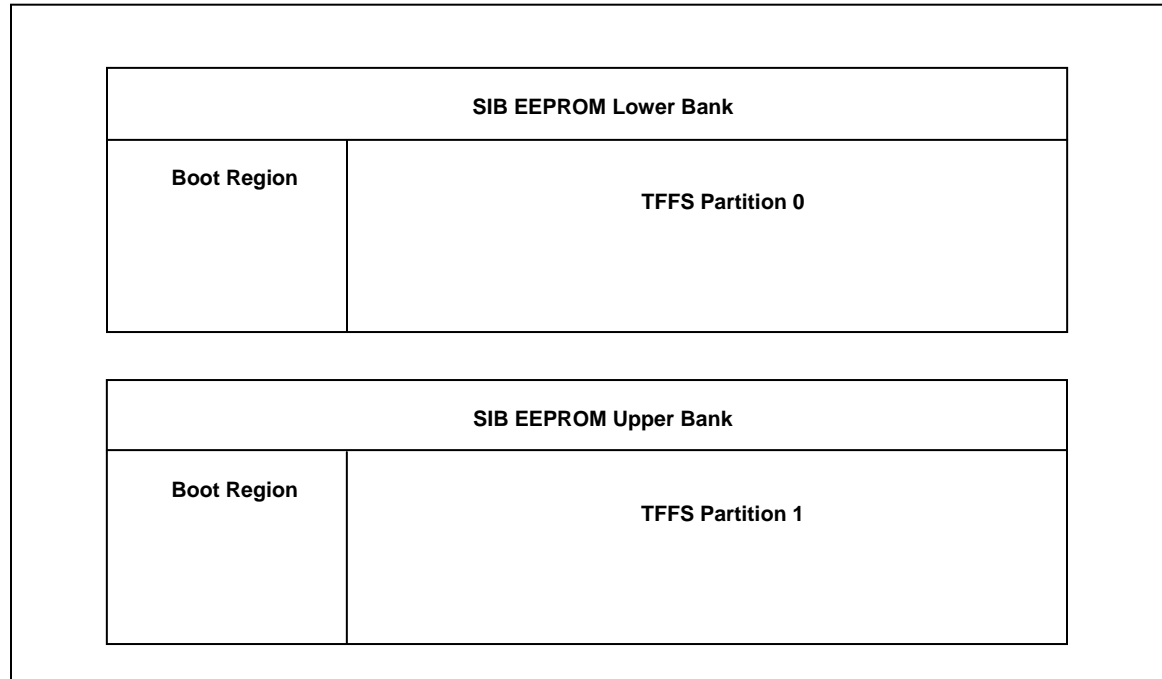 SIB EEPROM Lower Bank
Boot Region
TFFS Partition 0
SIB EEPROM Upper Bank
Boot Region
TFFS Partition 1